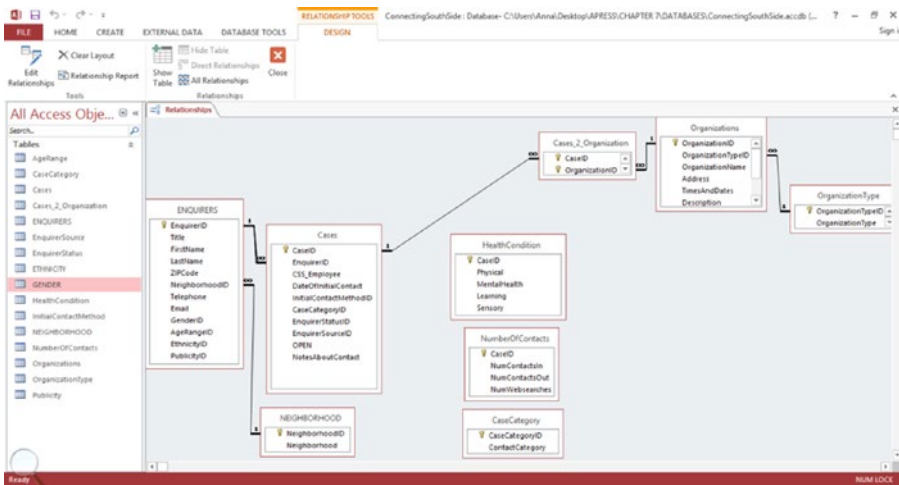 RELATIONSHIP TOOLS
ConnectingSouthSide : Database- C:\Users\Anna\Desktop\APRESS\CHAPTER 7\DATABASES\ConnectingSouthSide.accdb (...
Sign i
FILE HOME CREATE EXTERNAL DATA DATABASE TOOLS DESIGN
Edit Relationships
Clear Layout
Relationship Report
Tools
Show Table
Hide Table
Direct Relationships
All Relationships
Close
Relationships
All Access Obje...
Search..
Tables
AgeRange
CaseCategory
Cases
Cases_2_Organization
ENQUIRERS
EnquirerSource
EnquirerStatus
ETHNICITY
GENDER
HealthCondition
InitialContactMethod
NEIGHBORHOOD
NumberOfContacts
Organizations
OrganizationType
Publicity
Relationships
ENQUIRERS
EnquirerID
Title
FirstName
LastName
ZIPCode
NeighborhoodID
Telephone
Email
GenderID
AgeRangeID
EthnicityID
PublicityID
Cases
CaseID
EnquirerID
CSS_Employee
DateOfInitialContact
InitialContactMethodID
CaseCategoryID
EnquirerStatusID
EnquirerSourceID
OPEN
NotesAboutContact
NEIGHBORHOOD
NeighborhoodID
Neighborhood
Cases_2_Organization
CaseID
OrganizationID
Organizations
OrganizationID
OrganizationTypeID
OrganizationName
Address
TimesAndDates
Description
OrganizationType
OrganizationTypeID
OrganizationType
HealthCondition
CaseID
Physical
MentalHealth
Learning
Sensory
NumberOfContacts
CaseID
NumContactsIn
NumContactsOut
NumWebsearches
CaseCategory
CaseCategoryID
ContactCategory
1
∞
1
∞
1
∞
1
∞
∞
1
Ready
NUM LOCK